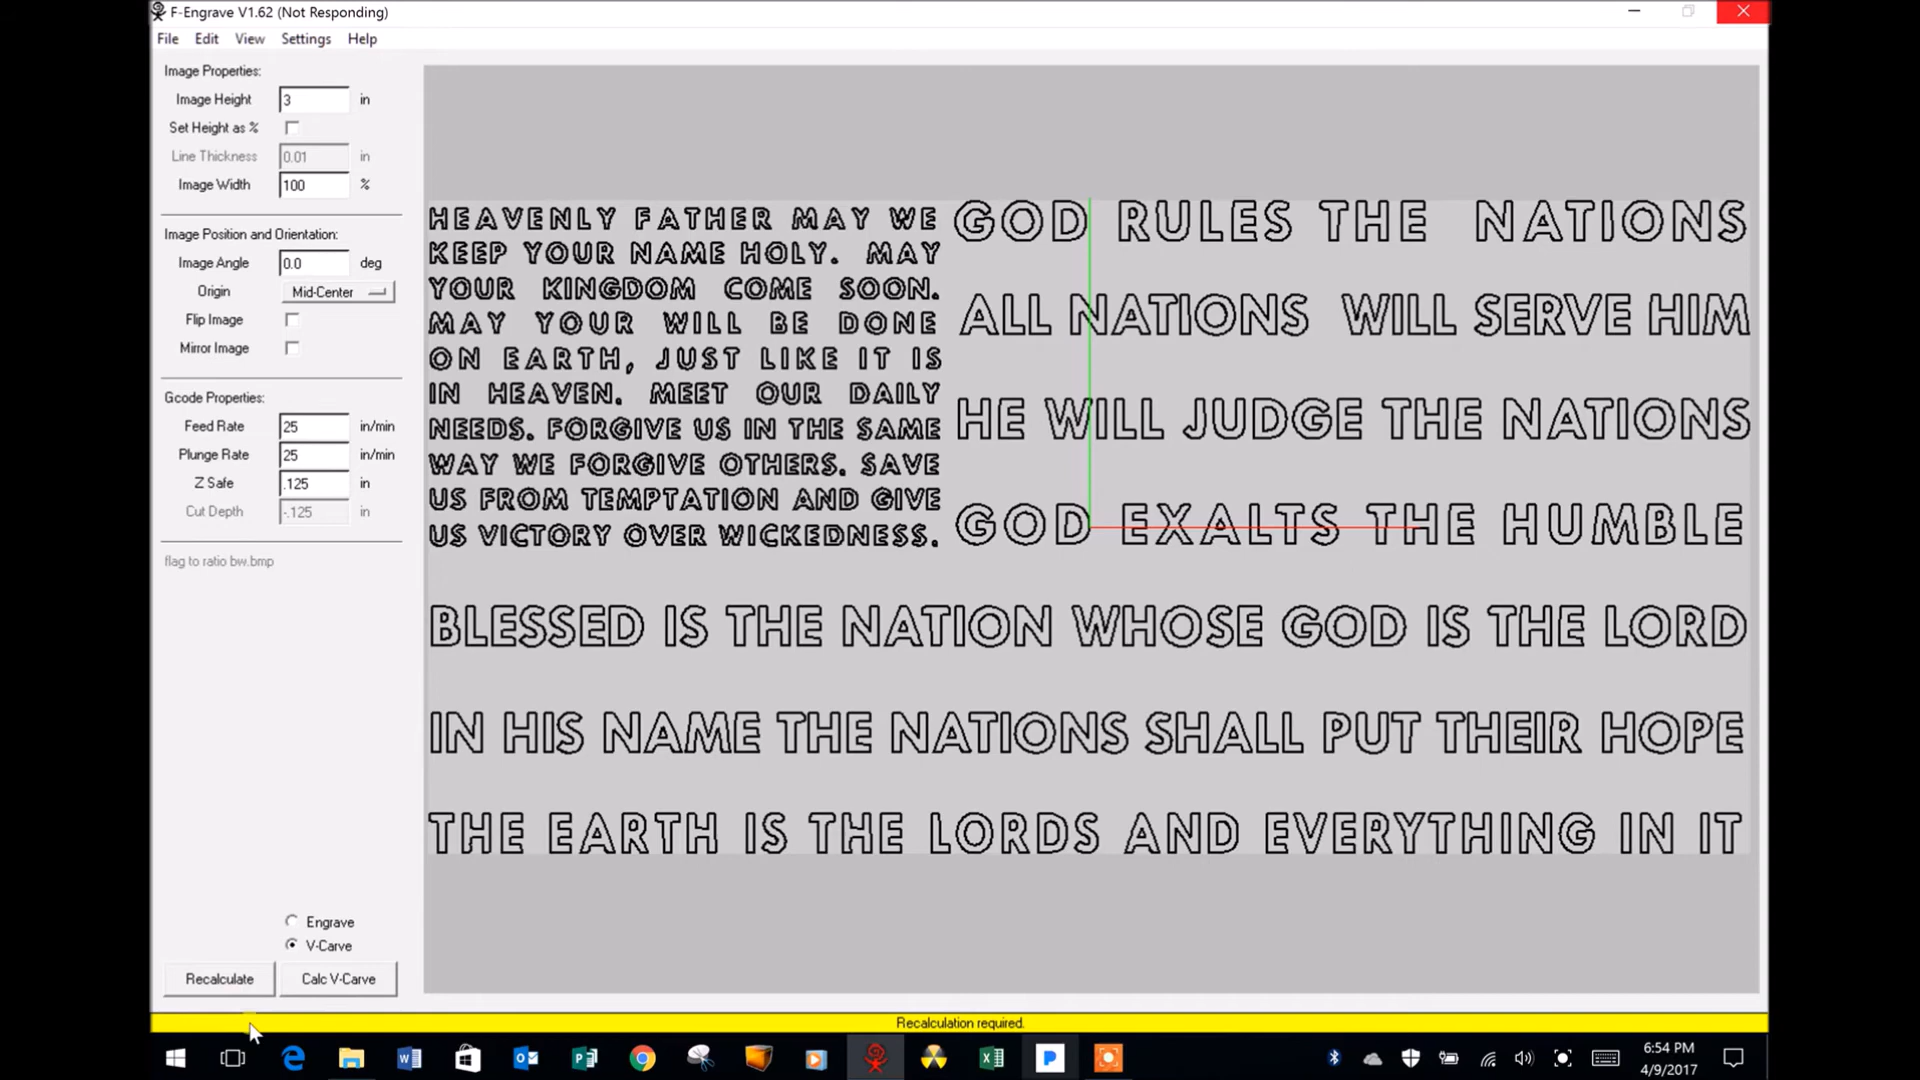 F-Engrave V1.62 (Not Responding)
File Edit View Settings Help
Image Properties:
Image Height 3 in
Set Height as %
Line Thickness 0.01 in
Image Width 100 %
Image Position and Orientation:
Image Angle 0.0 deg
Origin Mid-Center
Flip Image
Mirror Image
Gcode Properties:
Feed Rate 25 in/min
Plunge Rate 25 in/min
Z Safe .125 in
Cut Depth -.125 in
flag to ratio bw.bmp
Engrave
V-Carve
Recalculate Calc V-Carve
HEAVENLY FATHER MAY WE
KEEP YOUR NAME HOLY. MAY
YOUR KINGDOM COME SOON.
MAY YOUR WILL BE DONE
ON EARTH, JUST LIKE IT IS
IN HEAVEN. MEET OUR DAILY
NEEDS. FORGIVE US IN THE SAME
WAY WE FORGIVE OTHERS. SAVE
US FROM TEMPTATION AND GIVE
US VICTORY OVER WICKEDNESS.
GOD RULES THE NATIONS
ALL NATIONS WILL SERVE HIM
HE WILL JUDGE THE NATIONS
GOD EXALTS THE HUMBLE
BLESSED IS THE NATION WHOSE GOD IS THE LORD
IN HIS NAME THE NATIONS SHALL PUT THEIR HOPE
THE EARTH IS THE LORDS AND EVERYTHING IN IT
Recalculation required.
6:54 PM
4/9/2017